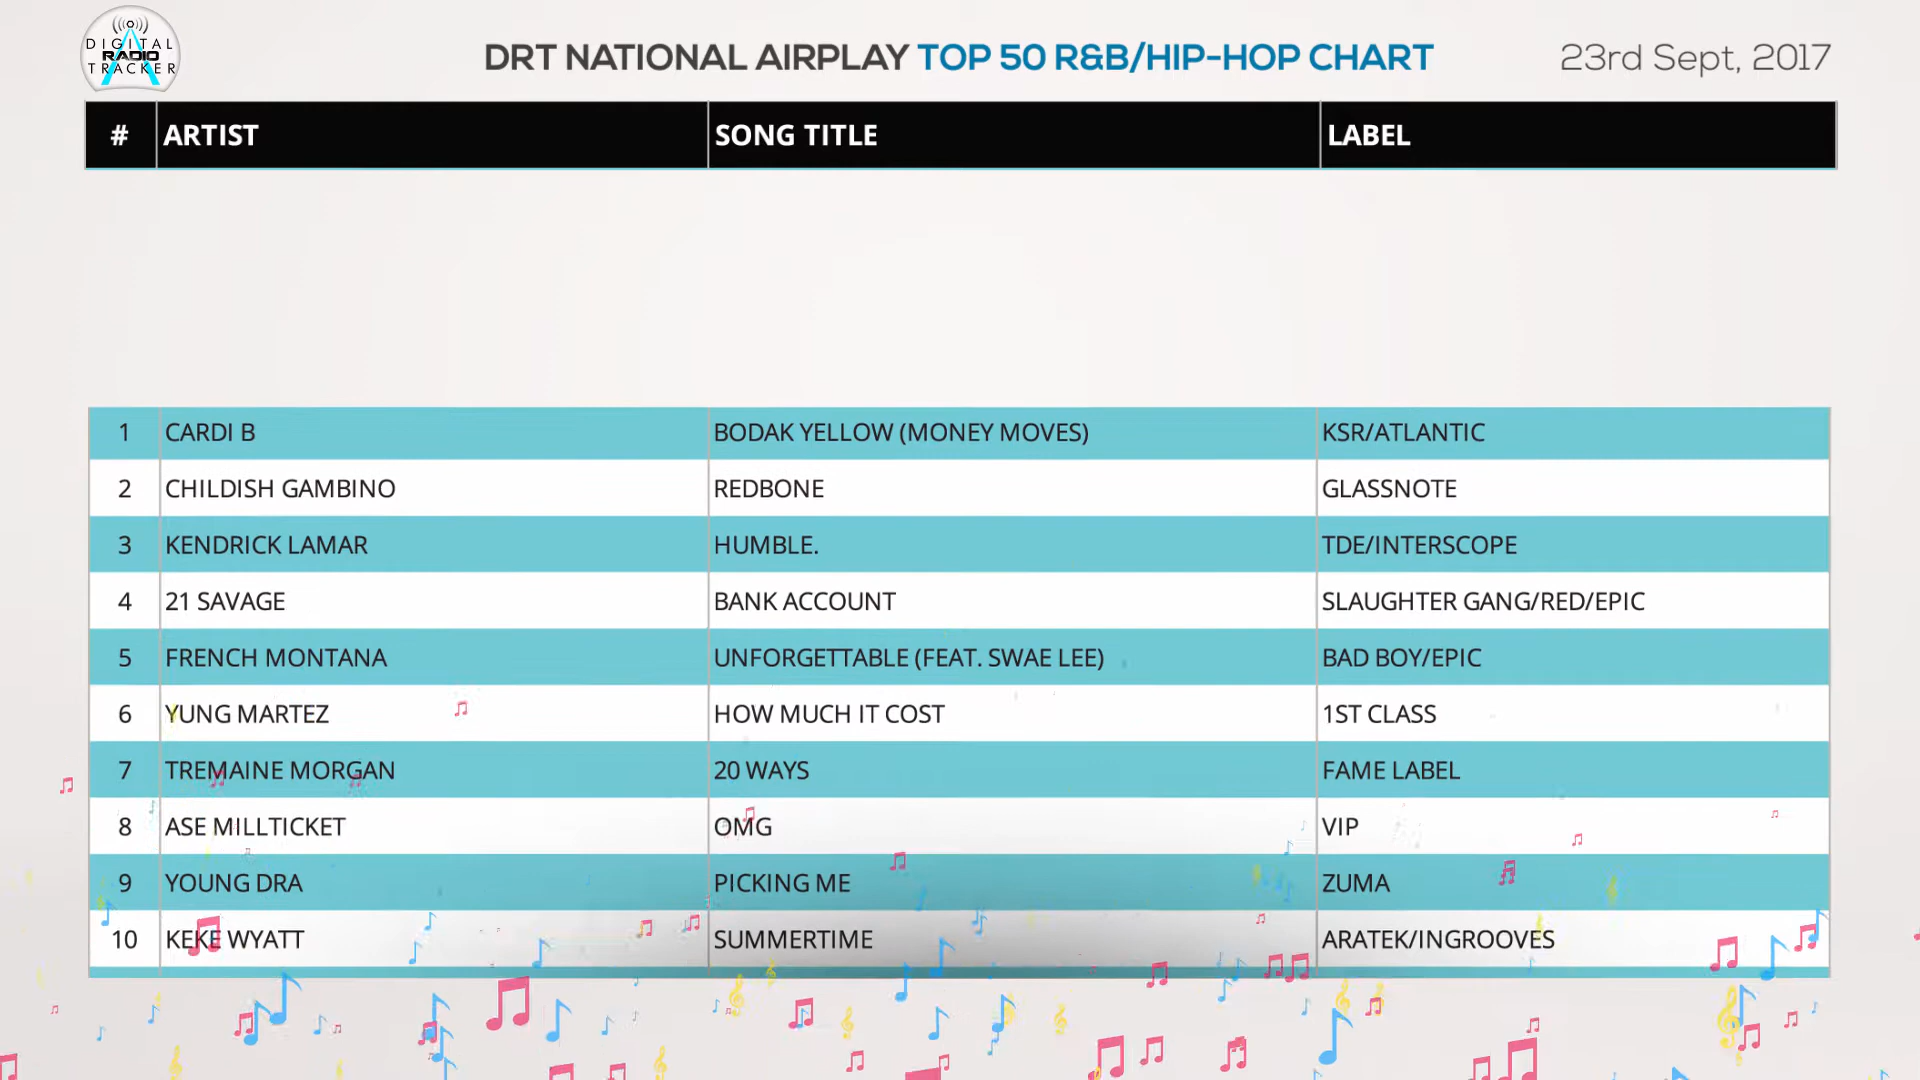 DIGITAL
RADIO
TRACKER
DRT NATIONAL AIRPLAY TOP 50 R&B/HIP-HOP CHART
23rd Sept, 2017
# ARTIST SONG TITLE LABEL
1 CARDI B BODAK YELLOW (MONEY MOVES) KSR/ATLANTIC
2 CHILDISH GAMBINO REDBONE GLASSNOTE
3 KENDRICK LAMAR HUMBLE. TDE/INTERSCOPE
4 21 SAVAGE BANK ACCOUNT SLAUGHTER GANG/RED/EPIC
5 FRENCH MONTANA UNFORGETTABLE (FEAT. SWAE LEE) BAD BOY/EPIC
6 YUNG MARTEZ HOW MUCH IT COST 1ST CLASS
7 TREMAINE MORGAN 20 WAYS FAME LABEL
8 ASE MILLTICKET OMG VIP
9 YOUNG DRA PICKING ME ZUMA
10 KEKE WYATT SUMMERTIME ARATEK/INGROOVES